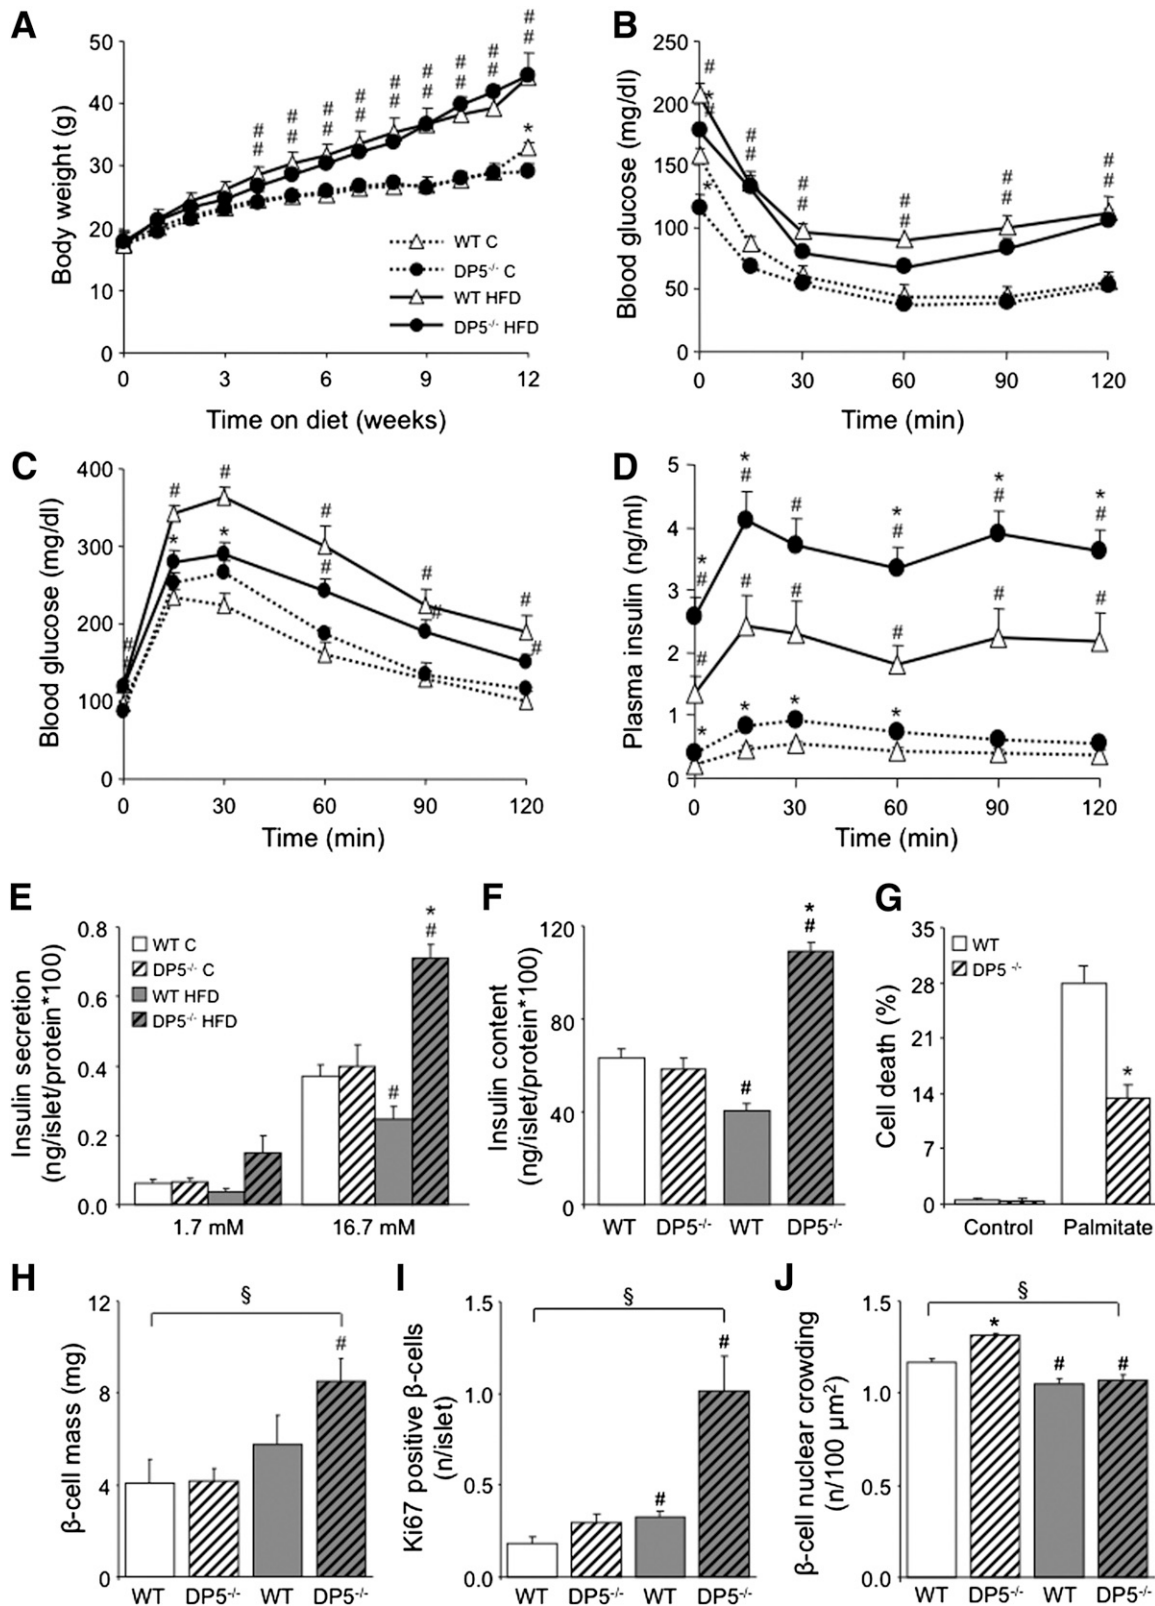 A
Body weight (g)
50
40
30
20
10
0
# # # # # # # # #
# # # # # # # # #
*
WT C
DP5-/- C
WT HFD
DP5-/- HFD
0 3 6 9 12
Time on diet (weeks)
B
Blood glucose (mg/dl)
250
200
150
100
50
0
#
*
#
*
# # # # #
# # # # #
0 30 60 90 120
Time (min)
C
Blood glucose (mg/dl)
400
300
200
100
0
# # # # #
* *
# # # #
#
0 30 60 90 120
Time (min)
D
Plasma insulin (ng/ml)
5
4
3
2
1
0
* * * * *
# # # # # #
# # # # # #
* * * *
0 30 60 90 120
Time (min)
E
Insulin secretion
(ng/islet/protein*100)
0.8
0.6
0.4
0.2
0.0
WT C
DP5-/- C
WT HFD
DP5-/- HFD
*
#
#
1.7 mM 16.7 mM
F
Insulin content
(ng/islet/protein*100)
120
80
40
0
*
#
#
WT DP5-/- WT DP5-/-
G
Cell death (%)
35
28
21
14
7
0
WT
DP5 -/-
*
Control Palmitate
H
β-cell mass (mg)
12
8
4
0
§
#
WT DP5-/- WT DP5-/-
I
Ki67 positive β-cells
(n/islet)
1.5
1.0
0.5
0.0
§
#
#
WT DP5-/- WT DP5-/-
J
β-cell nuclear crowding
(n/100 µm2)
1.5
1.0
0.5
0.0
§
*
# #
WT DP5-/- WT DP5-/-